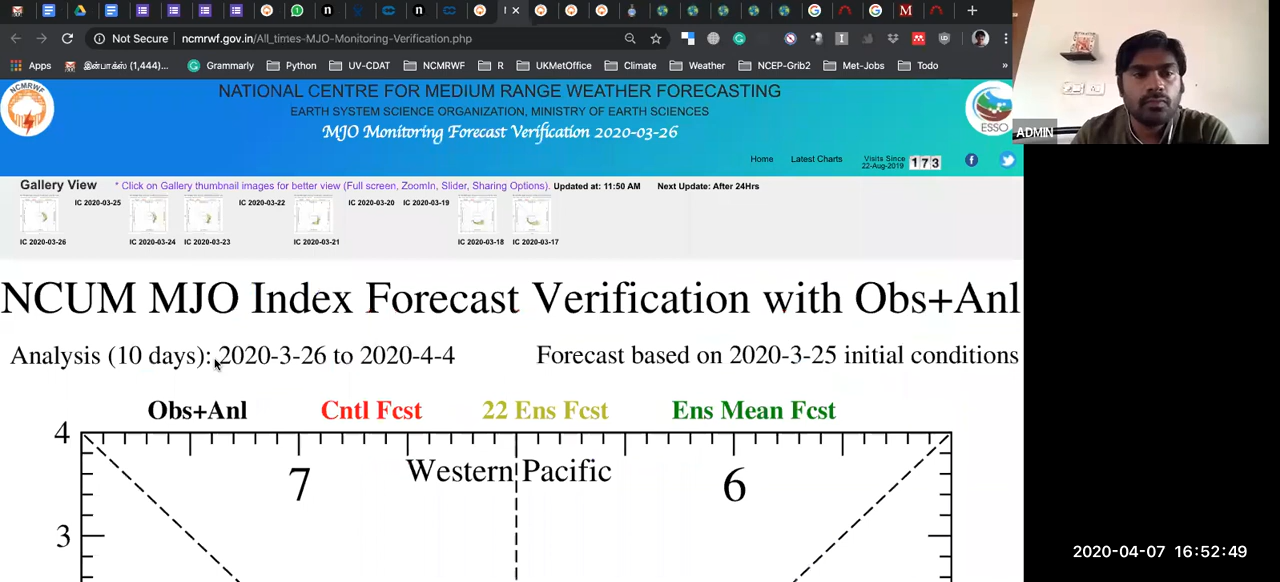 Not Secure ncmrwf.gov.in/All_times-MJO-Monitoring-Verification.php
Apps இன்பாக்ஸ் (1,444)... Grammarly Python UV-CDAT NCMRWF R UKMetOffice Climate Weather NCEP-Grib2 Met-Jobs Todo »
NCMRWF
NATIONAL CENTRE FOR MEDIUM RANGE WEATHER FORECASTING
EARTH SYSTEM SCIENCE ORGANIZATION, MINISTRY OF EARTH SCIENCES
MJO Monitoring Forecast Verification 2020-03-26
ESSO
ADMIN
Home Latest Charts Visits Since 22-Aug-2019 173
Gallery View * Click on Gallery thumbnail images for better view (Full screen, ZoomIn, Slider, Sharing Options). Updated at: 11:50 AM Next Update: After 24Hrs
IC 2020-03-25 IC 2020-03-22 IC 2020-03-20 IC 2020-03-19
IC 2020-03-26 IC 2020-03-24 IC 2020-03-23 IC 2020-03-21 IC 2020-03-18 IC 2020-03-17
NCUM MJO Index Forecast Verification with Obs+Anl
Analysis (10 days): 2020-3-26 to 2020-4-4 Forecast based on 2020-3-25 initial conditions
Obs+Anl Cntl Fcst 22 Ens Fcst Ens Mean Fcst
4
7 Western Pacific 6
3
2020-04-07 16:52:49